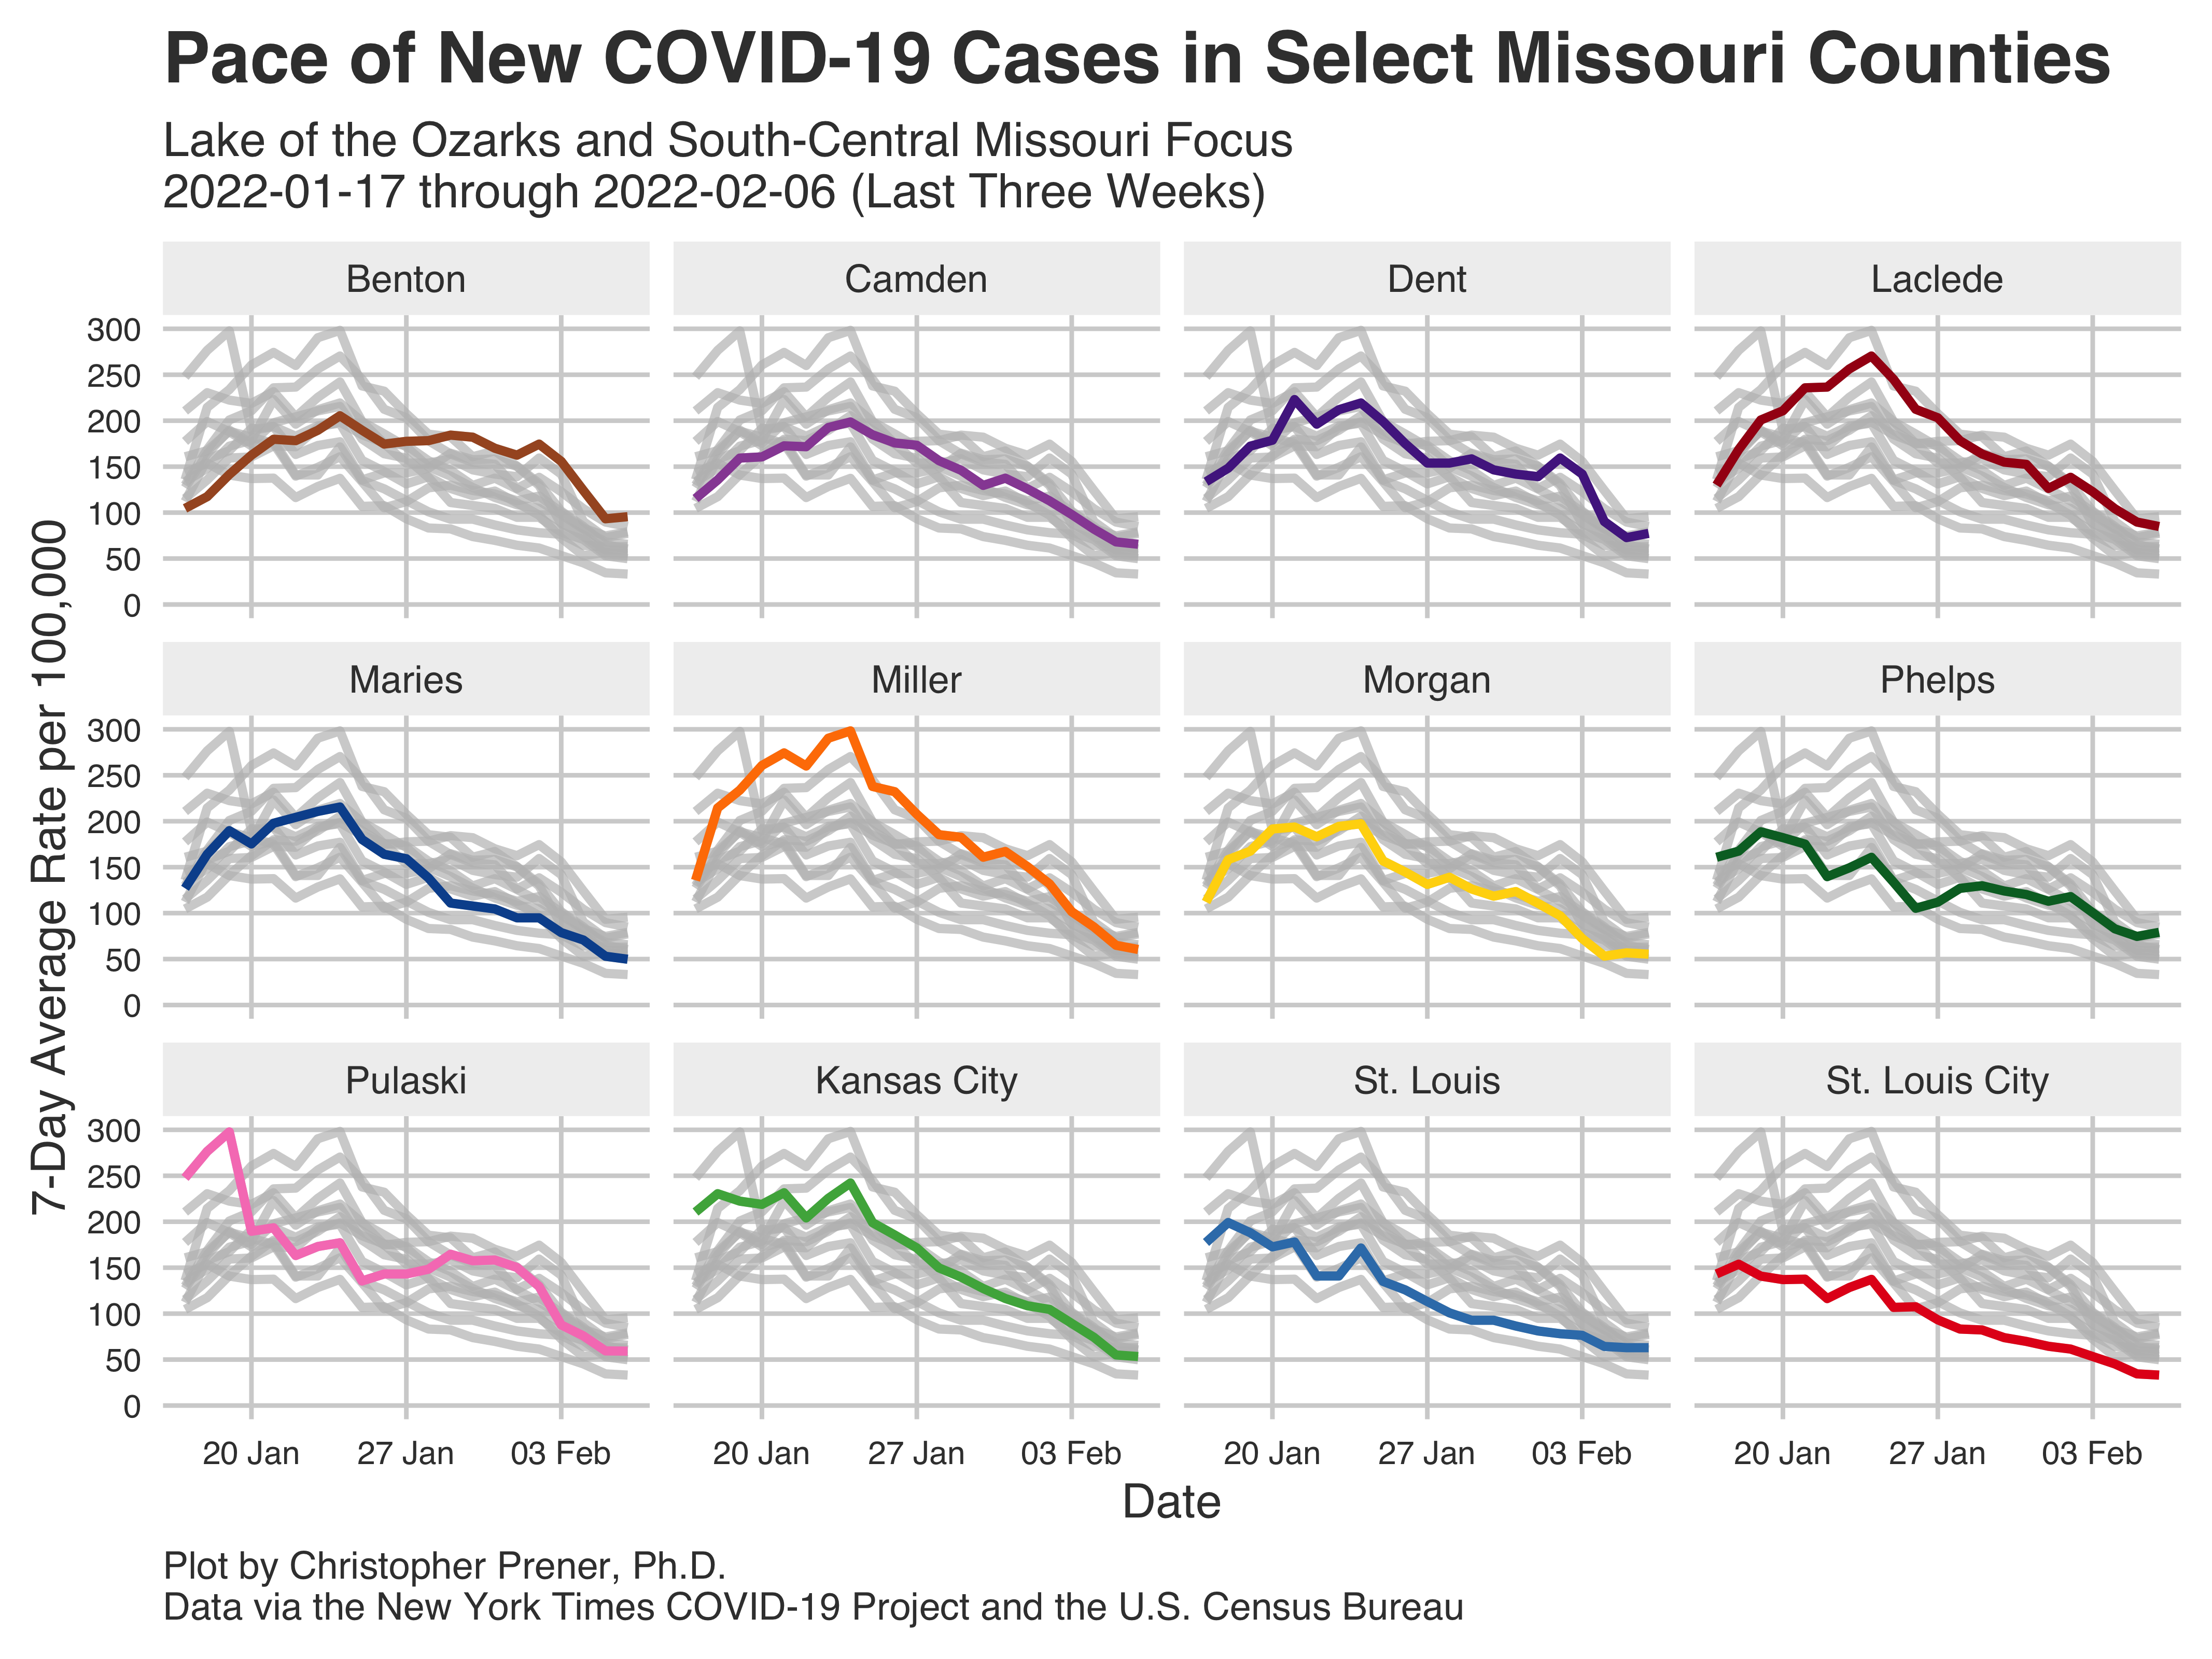 Pace of New COVID-19 Cases in Select Missouri Counties
Lake of the Ozarks and South-Central Missouri Focus
2022-01-17 through 2022-02-06 (Last Three Weeks)
7-Day Average Rate per 100,000
Benton
Camden
Dent
Laclede
300
250
200
150
100
50
0
Maries
Miller
Morgan
Phelps
300
250
200
150
100
50
0
Pulaski
Kansas City
St. Louis
St. Louis City
300
250
200
150
100
50
0
20 Jan 27 Jan 03 Feb
20 Jan 27 Jan 03 Feb
20 Jan 27 Jan 03 Feb
20 Jan 27 Jan 03 Feb
Date
Plot by Christopher Prener, Ph.D.
Data via the New York Times COVID-19 Project and the U.S. Census Bureau